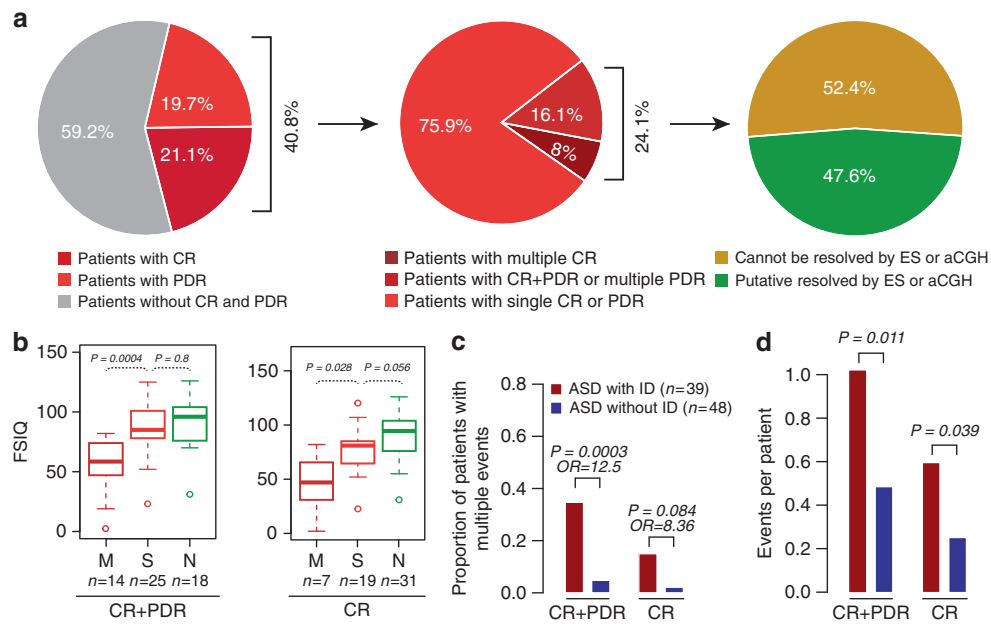 a
59.2%
19.7%
21.1%
40.8%
75.9%
16.1%
8%
24.1%
52.4%
47.6%
Patients with CR
Patients with PDR
Patients without CR and PDR
Patients with multiple CR
Patients with CR+PDR or multiple PDR
Patients with single CR or PDR
Cannot be resolved by ES or aCGH
Putative resolved by ES or aCGH
b
FSIQ
150
100
50
0
P = 0.0004
P = 0.8
M S N
n=14 n=25 n=18
CR+PDR
150
100
50
0
P = 0.028
P = 0.056
M S N
n=7 n=19 n=31
CR
c
Proportion of patients with
multiple events
0.8
0.6
0.4
0.2
0.0
ASD with ID (n=39)
ASD without ID (n=48)
P = 0.0003
OR=12.5
P = 0.084
OR=8.36
CR+PDR CR
d
Events per patient
1.0
0.8
0.6
0.4
0.2
0.0
P = 0.011
P = 0.039
CR+PDR CR